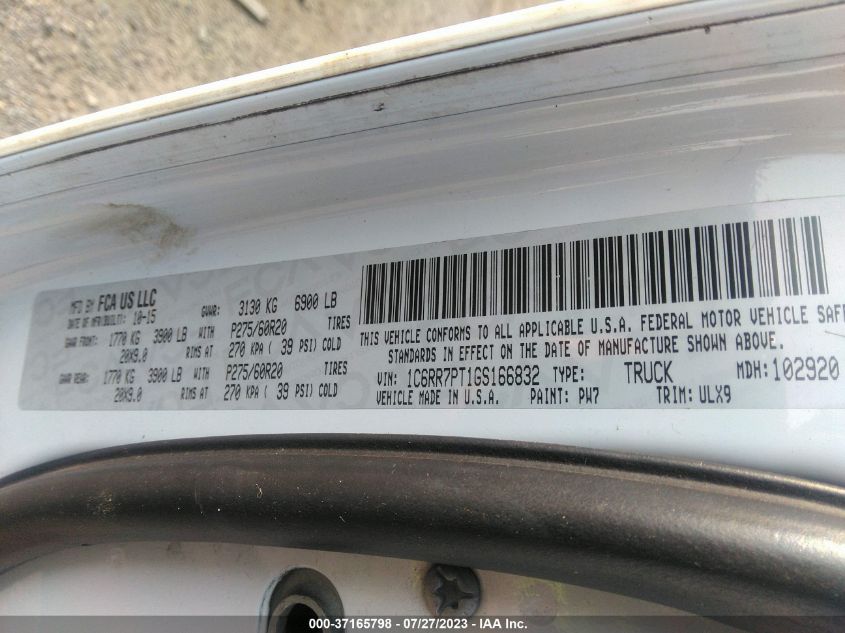 MFD BY FCA US LLC
DATE OF MFR(BUILT): 10-15 GVWR: 3130 KG 6900 LB
GAWR FRONT: 1770 KG 3900 LB WITH P275/60R20 TIRES
20X9.0 RIMS AT 270 KPA ( 39 PSI) COLD
GAWR REAR: 1770 KG 3900 LB WITH P275/60R20 TIRES
20X9.0 RIMS AT 270 KPA ( 39 PSI) COLD
THIS VEHICLE CONFORMS TO ALL APPLICABLE U.S.A. FEDERAL MOTOR VEHICLE SAFE
STANDARDS IN EFFECT ON THE DATE OF MANUFACTURE SHOWN ABOVE.
VIN: 1C6RR7PT1GS166832 TYPE: TRUCK MDH: 102920
VEHICLE MADE IN U.S.A. PAINT: PW7 TRIM: ULX9
000-37165798 - 07/27/2023 - IAA Inc.